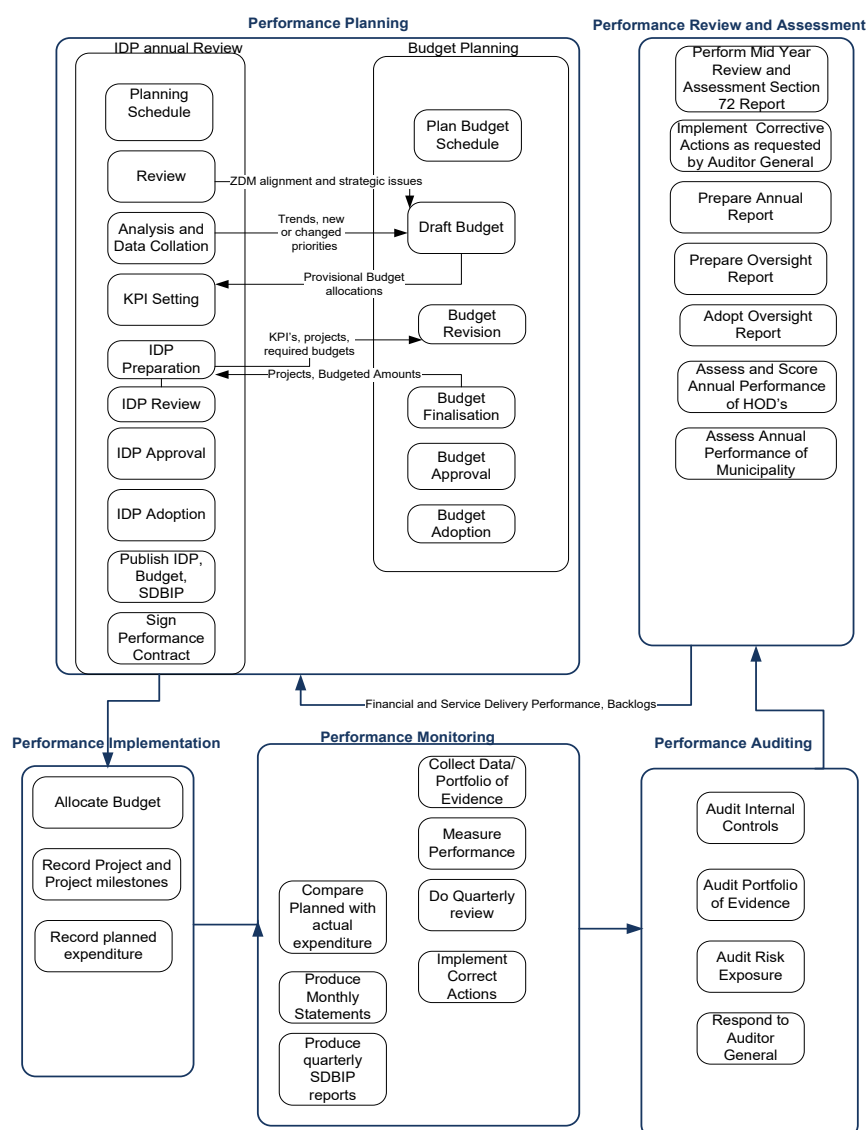 Performance Planning
IDP annual Review
Planning
Schedule
Review
Analysis and
Data Collation
KPI Setting
IDP
Preparation
IDP Review
IDP Approval
IDP Adoption
Publish IDP,
Budget,
SDBIP
Sign
Performance
Contract
ZDM alignment and strategic issues
Trends, new
or changed
priorities
Provisional Budget
allocations
KPI's, projects,
required budgets
Projects, Budgeted Amounts
Budget Planning
Plan Budget
Schedule
Draft Budget
Budget
Revision
Budget
Finalisation
Budget
Approval
Budget
Adoption
Performance Review and Assessment
Perform Mid Year
Review and
Assessment Section
72 Report
Implement Corrective
Actions as requested
by Auditor General
Prepare Annual
Report
Prepare Oversight
Report
Adopt Oversight
Report
Assess and Score
Annual Performance
of HOD's
Assess Annual
Performance of
Municipality
Financial and Service Delivery Performance, Backlogs
Performance Implementation
Allocate Budget
Record Project and
Project milestones
Record planned
expenditure
Performance Monitoring
Compare
Planned with
actual
expenditure
Produce
Monthly
Statements
Produce
quarterly
SDBIP
reports
Collect Data/
Portfolio of
Evidence
Measure
Performance
Do Quarterly
review
Implement
Correct
Actions
Performance Auditing
Audit Internal
Controls
Audit Portfolio
of Evidence
Audit Risk
Exposure
Respond to
Auditor
General